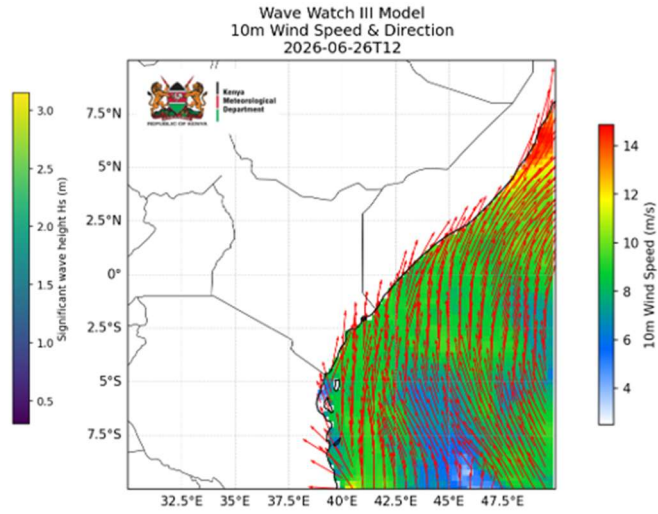 Wave Watch III Model
10m Wind Speed & Direction
2026-06-26T12
Kenya
Meteorological
Department
REPUBLIC OF KENYA
7.5°N
5°N
2.5°N
0°
2.5°S
5°S
7.5°S
32.5°E
35°E
37.5°E
40°E
42.5°E
45°E
47.5°E
3.0
2.5
2.0
1.5
1.0
0.5
Significant wave height Hs (m)
14
12
10
8
6
4
10m Wind Speed (m/s)